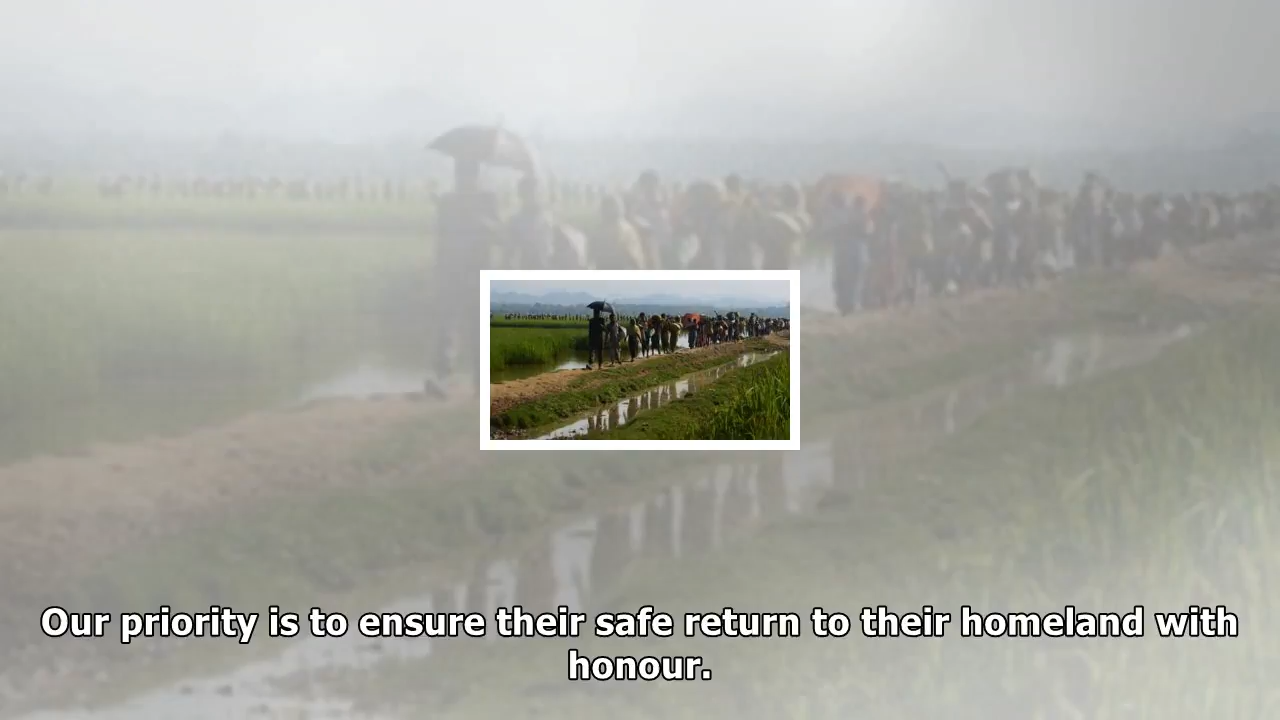 Our priority is to ensure their safe return to their homeland with
honour.